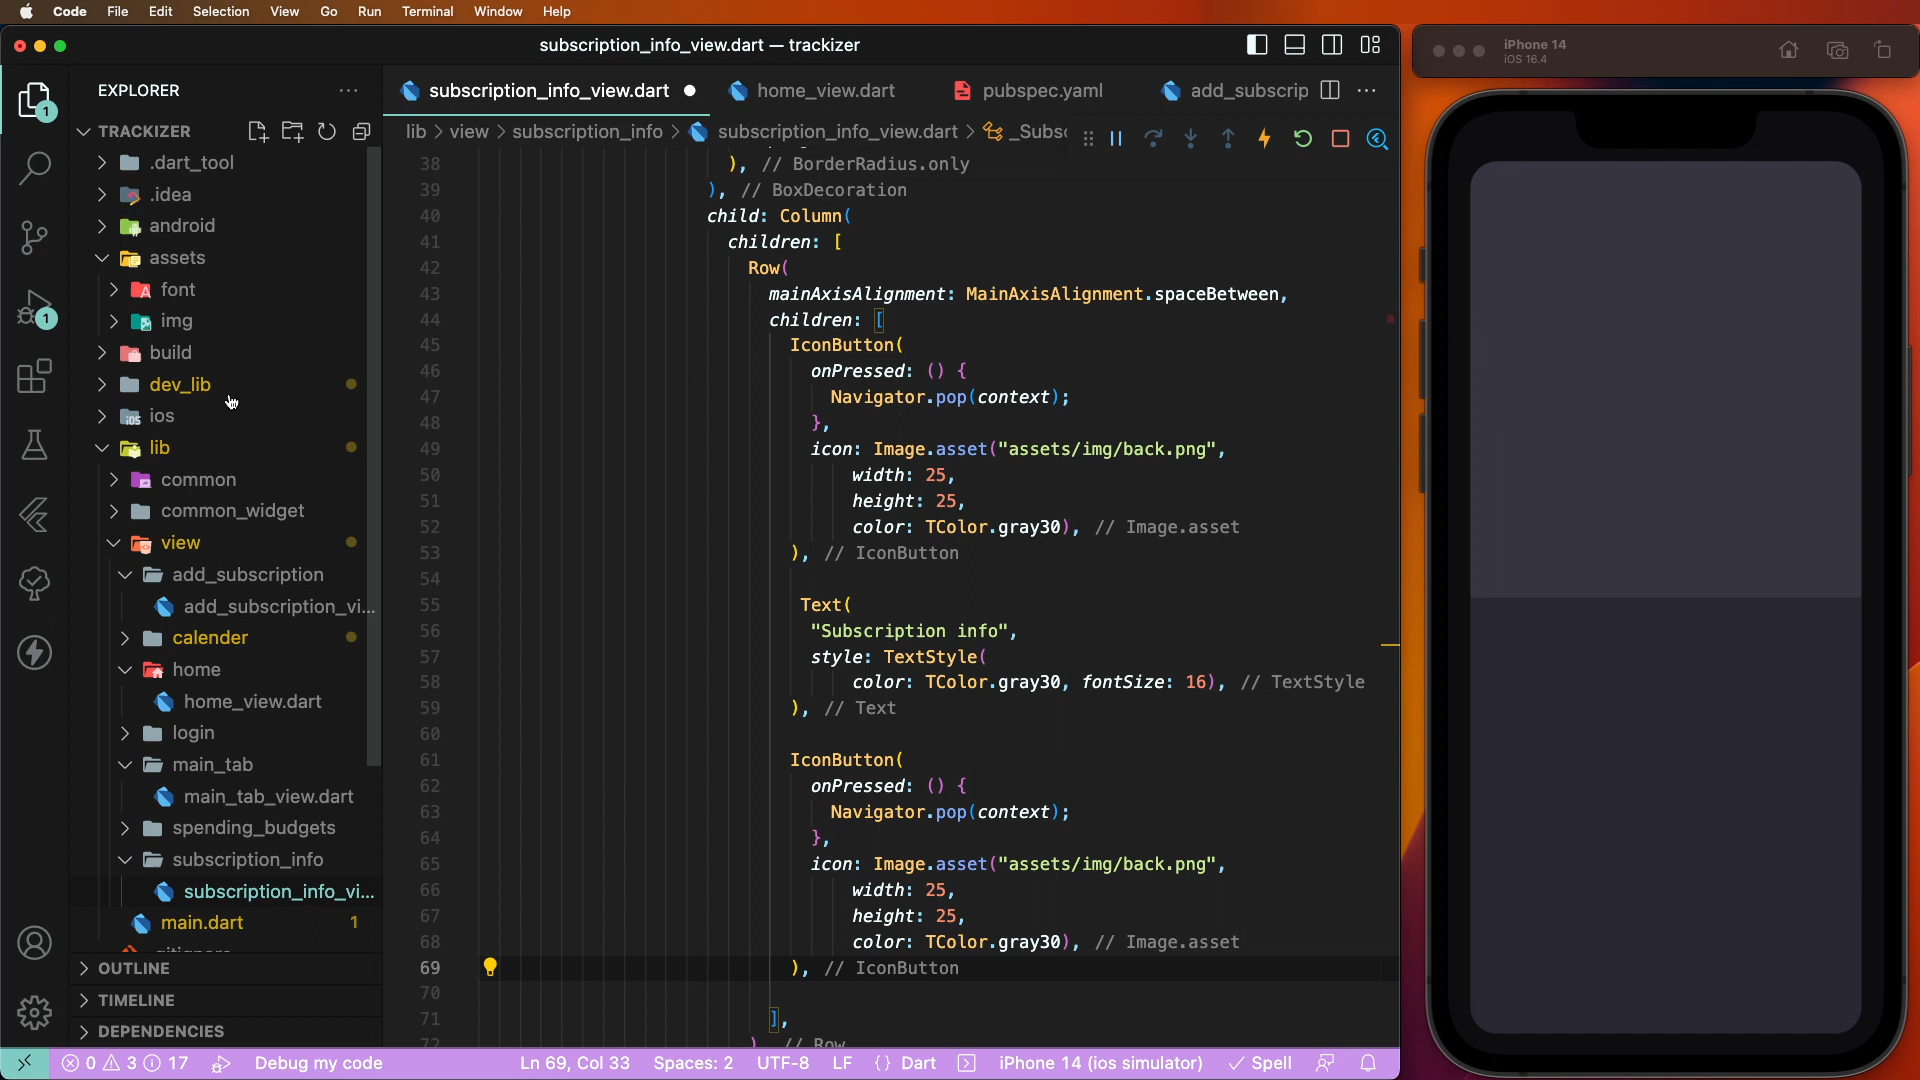 Code File Edit Selection View Go Run Terminal Window Help
subscription_info_view.dart — trackizer
iPhone 14
iOS 16.4
EXPLORER
subscription_info_view.dart
home_view.dart
pubspec.yaml
add_subscrip
TRACKIZER
lib > view > subscription_info > subscription_info_view.dart > _Subsc
.dart_tool
.idea
android
assets
font
img
build
dev_lib
ios
lib
common
common_widget
view
add_subscription
add_subscription_vi...
calender
home
home_view.dart
login
main_tab
main_tab_view.dart
spending_budgets
subscription_info
subscription_info_vi...
main.dart 1
OUTLINE
TIMELINE
DEPENDENCIES
1
1
38 ), // BorderRadius.only
39 ), // BoxDecoration
40 child: Column(
41 children: [
42 Row(
43 mainAxisAlignment: MainAxisAlignment.spaceBetween,
44 children: [
45 IconButton(
46 onPressed: () {
47 Navigator.pop(context);
48 },
49 icon: Image.asset("assets/img/back.png",
50 width: 25,
51 height: 25,
52 color: TColor.gray30), // Image.asset
53 ), // IconButton
54
55 Text(
56 "Subscription info",
57 style: TextStyle(
58 color: TColor.gray30, fontSize: 16), // TextStyle
59 ), // Text
60
61 IconButton(
62 onPressed: () {
63 Navigator.pop(context);
64 },
65 icon: Image.asset("assets/img/back.png",
66 width: 25,
67 height: 25,
68 color: TColor.gray30), // Image.asset
69 ), // IconButton
70
71 ],
72 ) // Row
0 3 17 Debug my code Ln 69, Col 33 Spaces: 2 UTF-8 LF {} Dart iPhone 14 (ios simulator) Spell